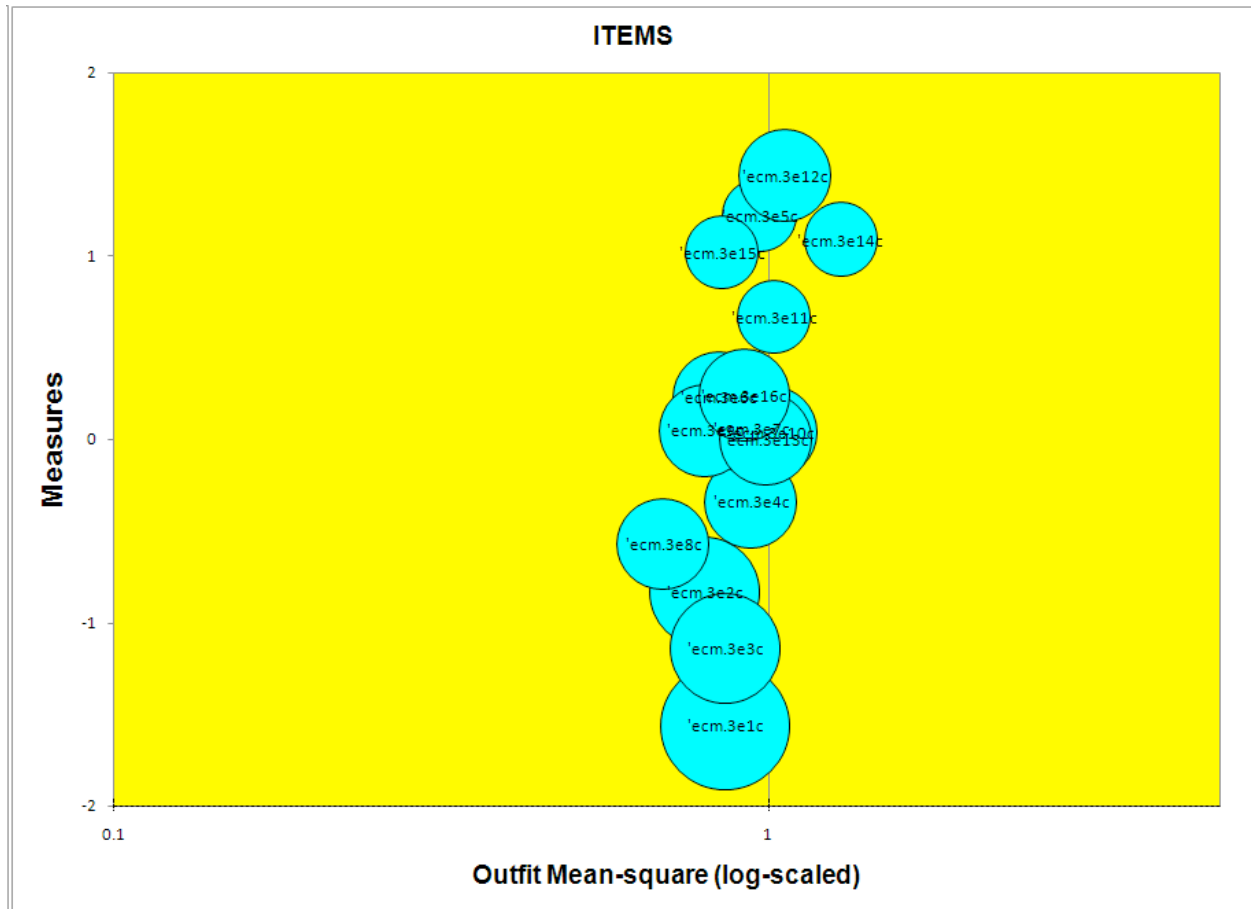 ITEMS
2
'ecm.3e12c
ecm.3e5c
'ecm.3e14c
1
'ecm.3e15c
'ecm.3e11c
'ecm.3e16c
Measures
0
'ecm.3e4c
'ecm.3e8c
'ecm.3e2c
-1
'ecm.3e3c
'ecm.3e1c
-2
0.1
1
Outfit Mean-square (log-scaled)